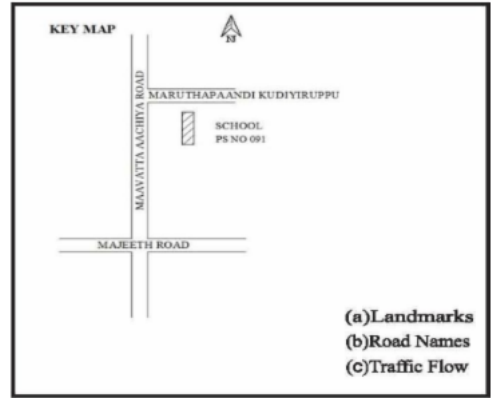 KEY MAP
N
MARUTHAPAANDI KUDIYIRUPPU
MAAVATTA AACHIYA ROAD
SCHOOL
PS NO 091
MAJEETH ROAD
(a)Landmarks
(b)Road Names
(c)Traffic Flow